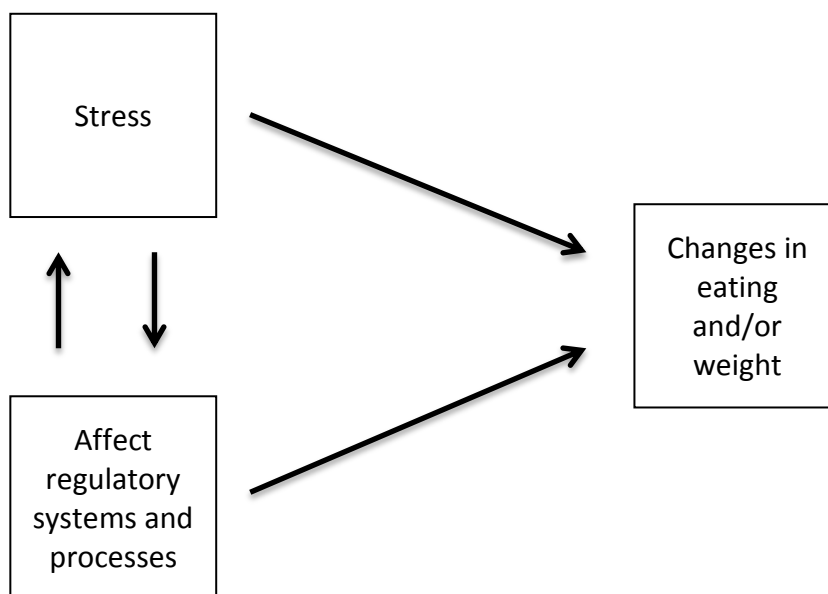 Stress
Changes in
eating
and/or
weight
Affect
regulatory
systems and
processes